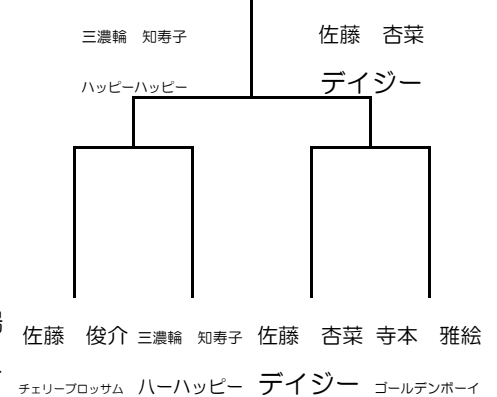 三濃輪　知寿子
佐藤　杏菜
ハッピーハッピー
デイジー
佐藤　俊介
三濃輪　知寿子
佐藤　杏菜
寺本　雅絵
チェリーブロッサム
ハーハッピー
デイジー
ゴールデンボーイ